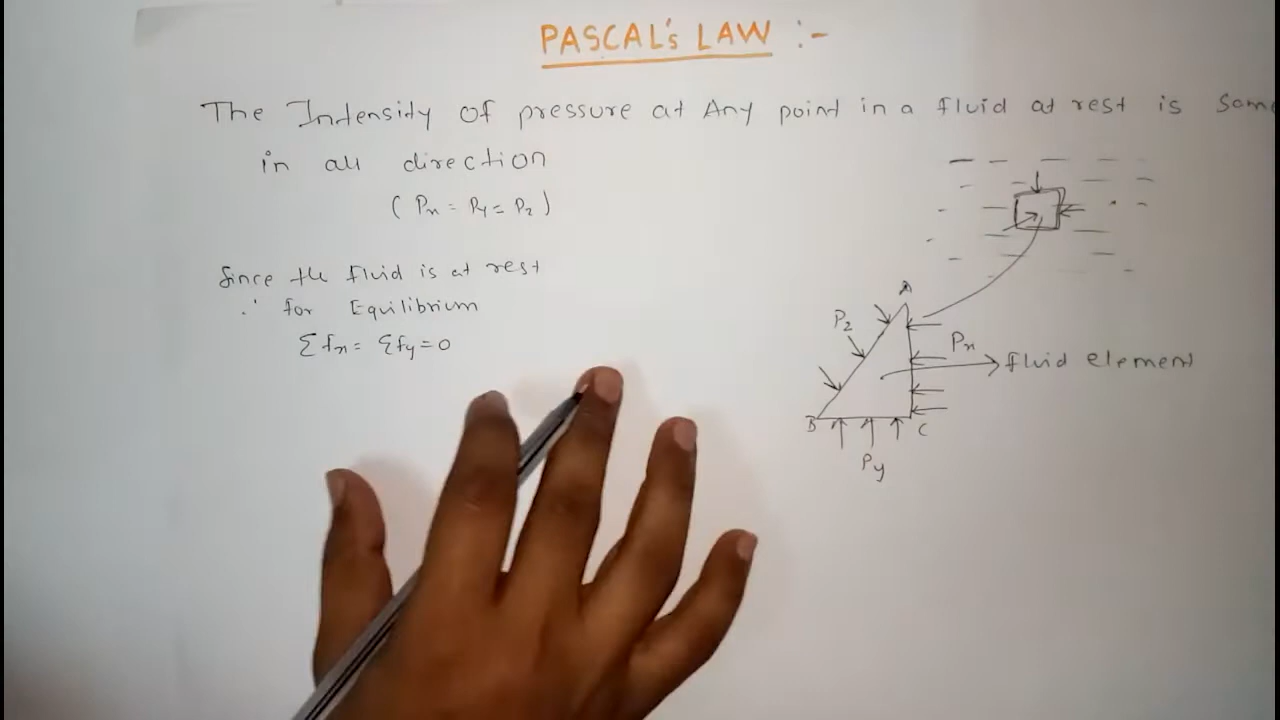 PASCAL's LAW :-
The Intensity of pressure at Any point in a fluid at rest is Same
in all direction
( Px = Py = Pz )
Since the fluid is at rest
∴ for Equilibrium
Σfx = Σfy = 0
A
Pz
Px
fluid element
B
C
Py